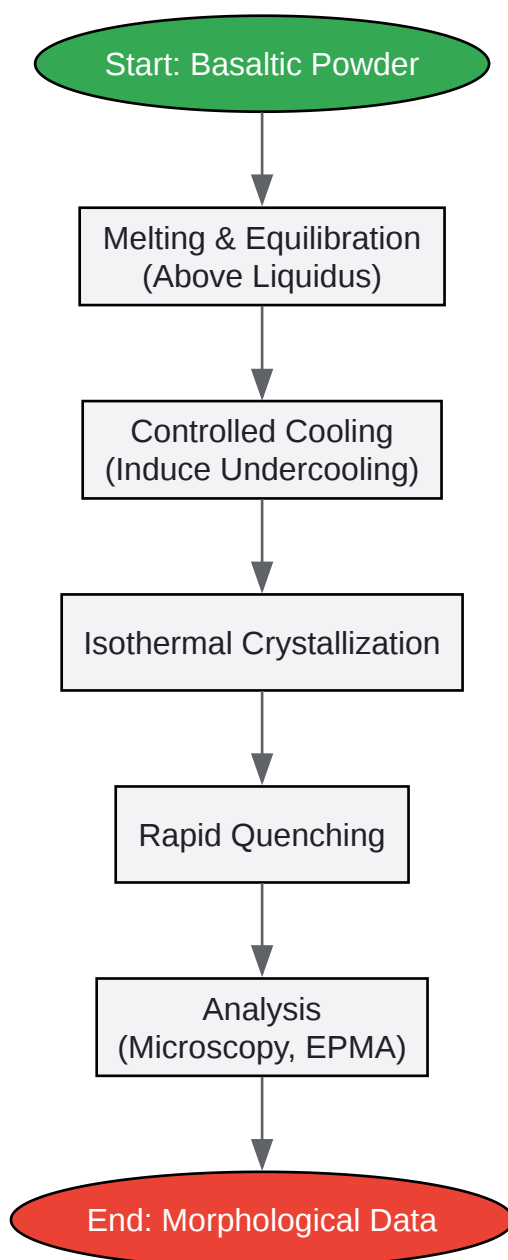 Start: Basaltic Powder
Melting & Equilibration
(Above Liquidus)
Controlled Cooling
(Induce Undercooling)
Isothermal Crystallization
Rapid Quenching
Analysis
(Microscopy, EPMA)
End: Morphological Data